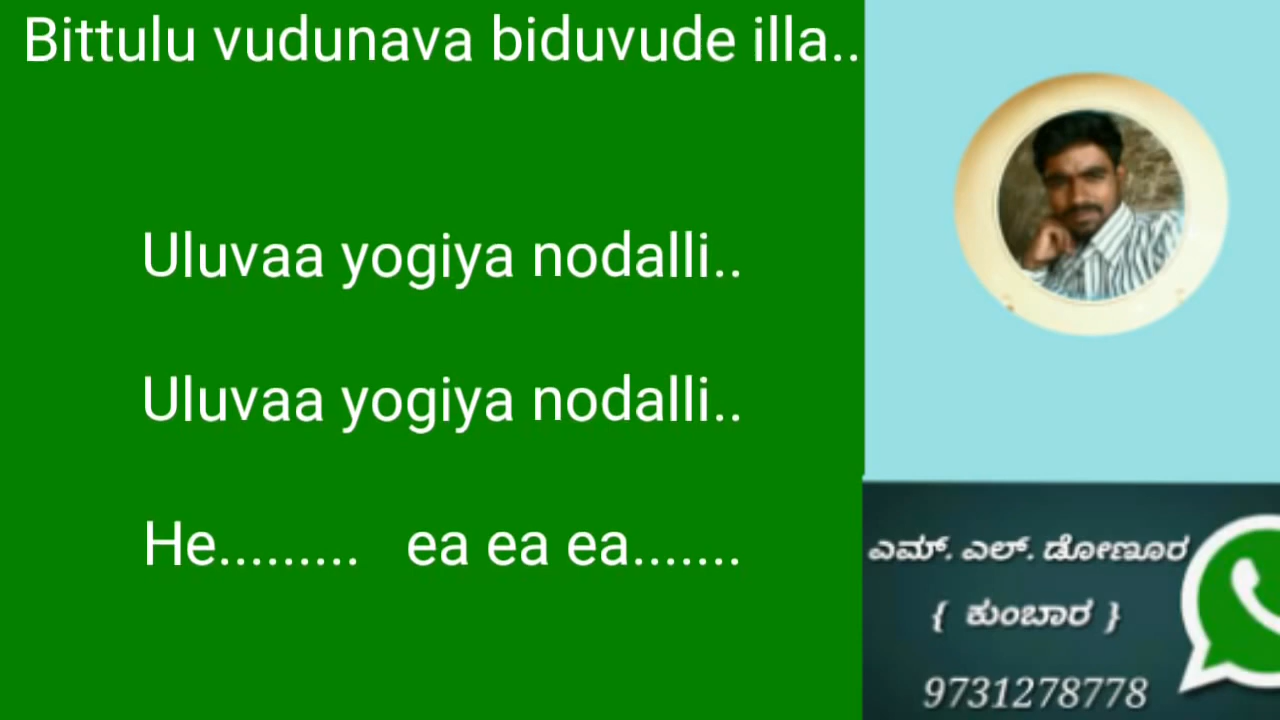 Bittulu vudunava biduvude illa..
Uluvaa yogiya nodalli..
Uluvaa yogiya nodalli..
He......... ea ea ea.......
ಎಮ್. ಎಲ್. ಡೋಣೂರ
{ ಕುಂಬಾರ }
9731278778